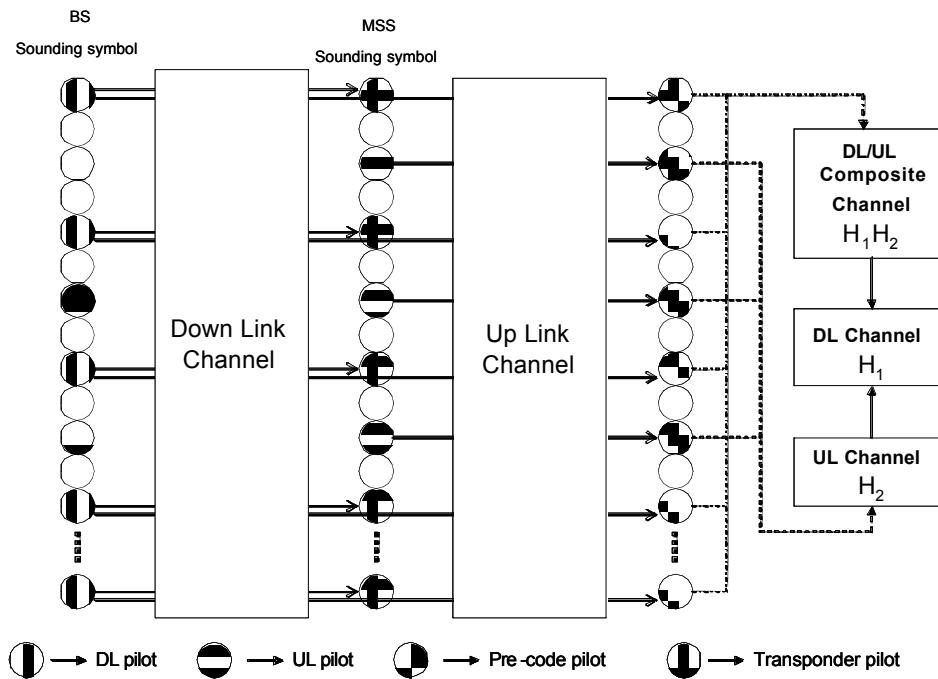 BS
Sounding symbol
MSS
Sounding symbol
Down Link
Channel
Up Link
Channel
DL/UL
Composite
Channel
H₁H₂
DL Channel
H₁
UL Channel
H₂
DL pilot
UL pilot
Pre-code pilot
Transponder pilot